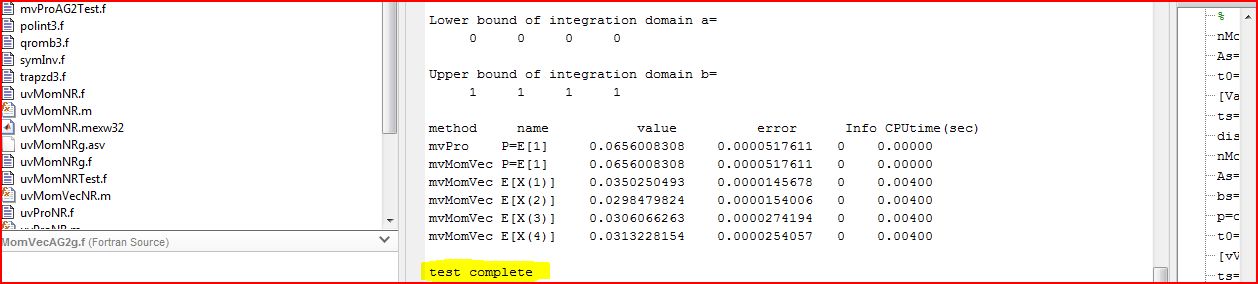 mvProAG2Test.f
polint3.f
qromb3.f
symInv.f
trapzd3.f
uvMomNR.f
uvMomNR.m
uvMomNR.mexw32
uvMomNRg.asv
uvMomNRg.f
uvMomNRTest.f
uvMomVecNR.m
uvProNR.f
uvProNR.m
MomVecAG2g.f (Fortran Source)
Lower bound of integration domain a=
0 0 0 0
Upper bound of integration domain b=
1 1 1 1
method name value error Info CPUtime(sec)
mvPro P=E[1] 0.0656008308 0.0000517611 0 0.00000
mvMomVec P=E[1] 0.0656008308 0.0000517611 0 0.00000
mvMomVec E[X(1)] 0.0350250493 0.0000145678 0 0.00400
mvMomVec E[X(2)] 0.0298479824 0.0000154006 0 0.00400
mvMomVec E[X(3)] 0.0306066263 0.0000274194 0 0.00400
mvMomVec E[X(4)] 0.0313228154 0.0000254057 0 0.00400
test complete
%
nMo
As=
t0=
[Va
ts=
dis
nMo
As=
bs=
p=c
t0=
[vV
ts=